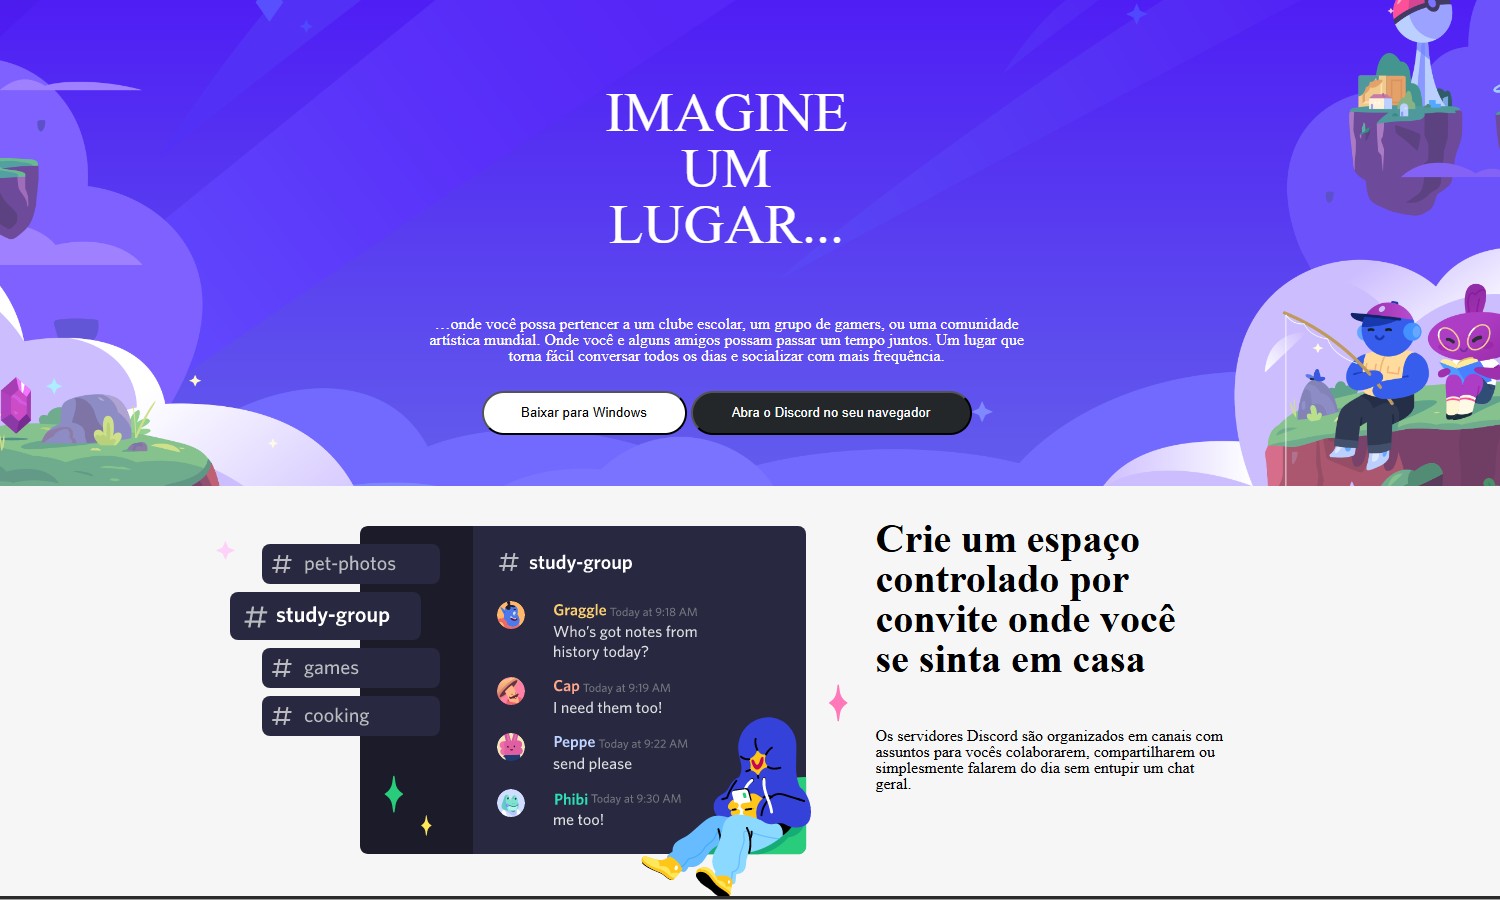 IMAGINE
UM
LUGAR...
…onde você possa pertencer a um clube escolar, um grupo de gamers, ou uma comunidade
artística mundial. Onde você e alguns amigos possam passar um tempo juntos. Um lugar que
torna fácil conversar todos os dias e socializar com mais frequência.
Baixar para Windows
Abra o Discord no seu navegador
# pet-photos
# study-group
# games
# cooking
# study-group
Graggle Today at 9:18 AM
Who's got notes from
history today?
Cap Today at 9:19 AM
I need them too!
Peppe Today at 9:22 AM
send please
Phibi Today at 9:30 AM
me too!
Crie um espaço
controlado por
convite onde você
se sinta em casa
Os servidores Discord são organizados em canais com
assuntos para vocês colaborarem, compartilharem ou
simplesmente falarem do dia sem entupir um chat
geral.